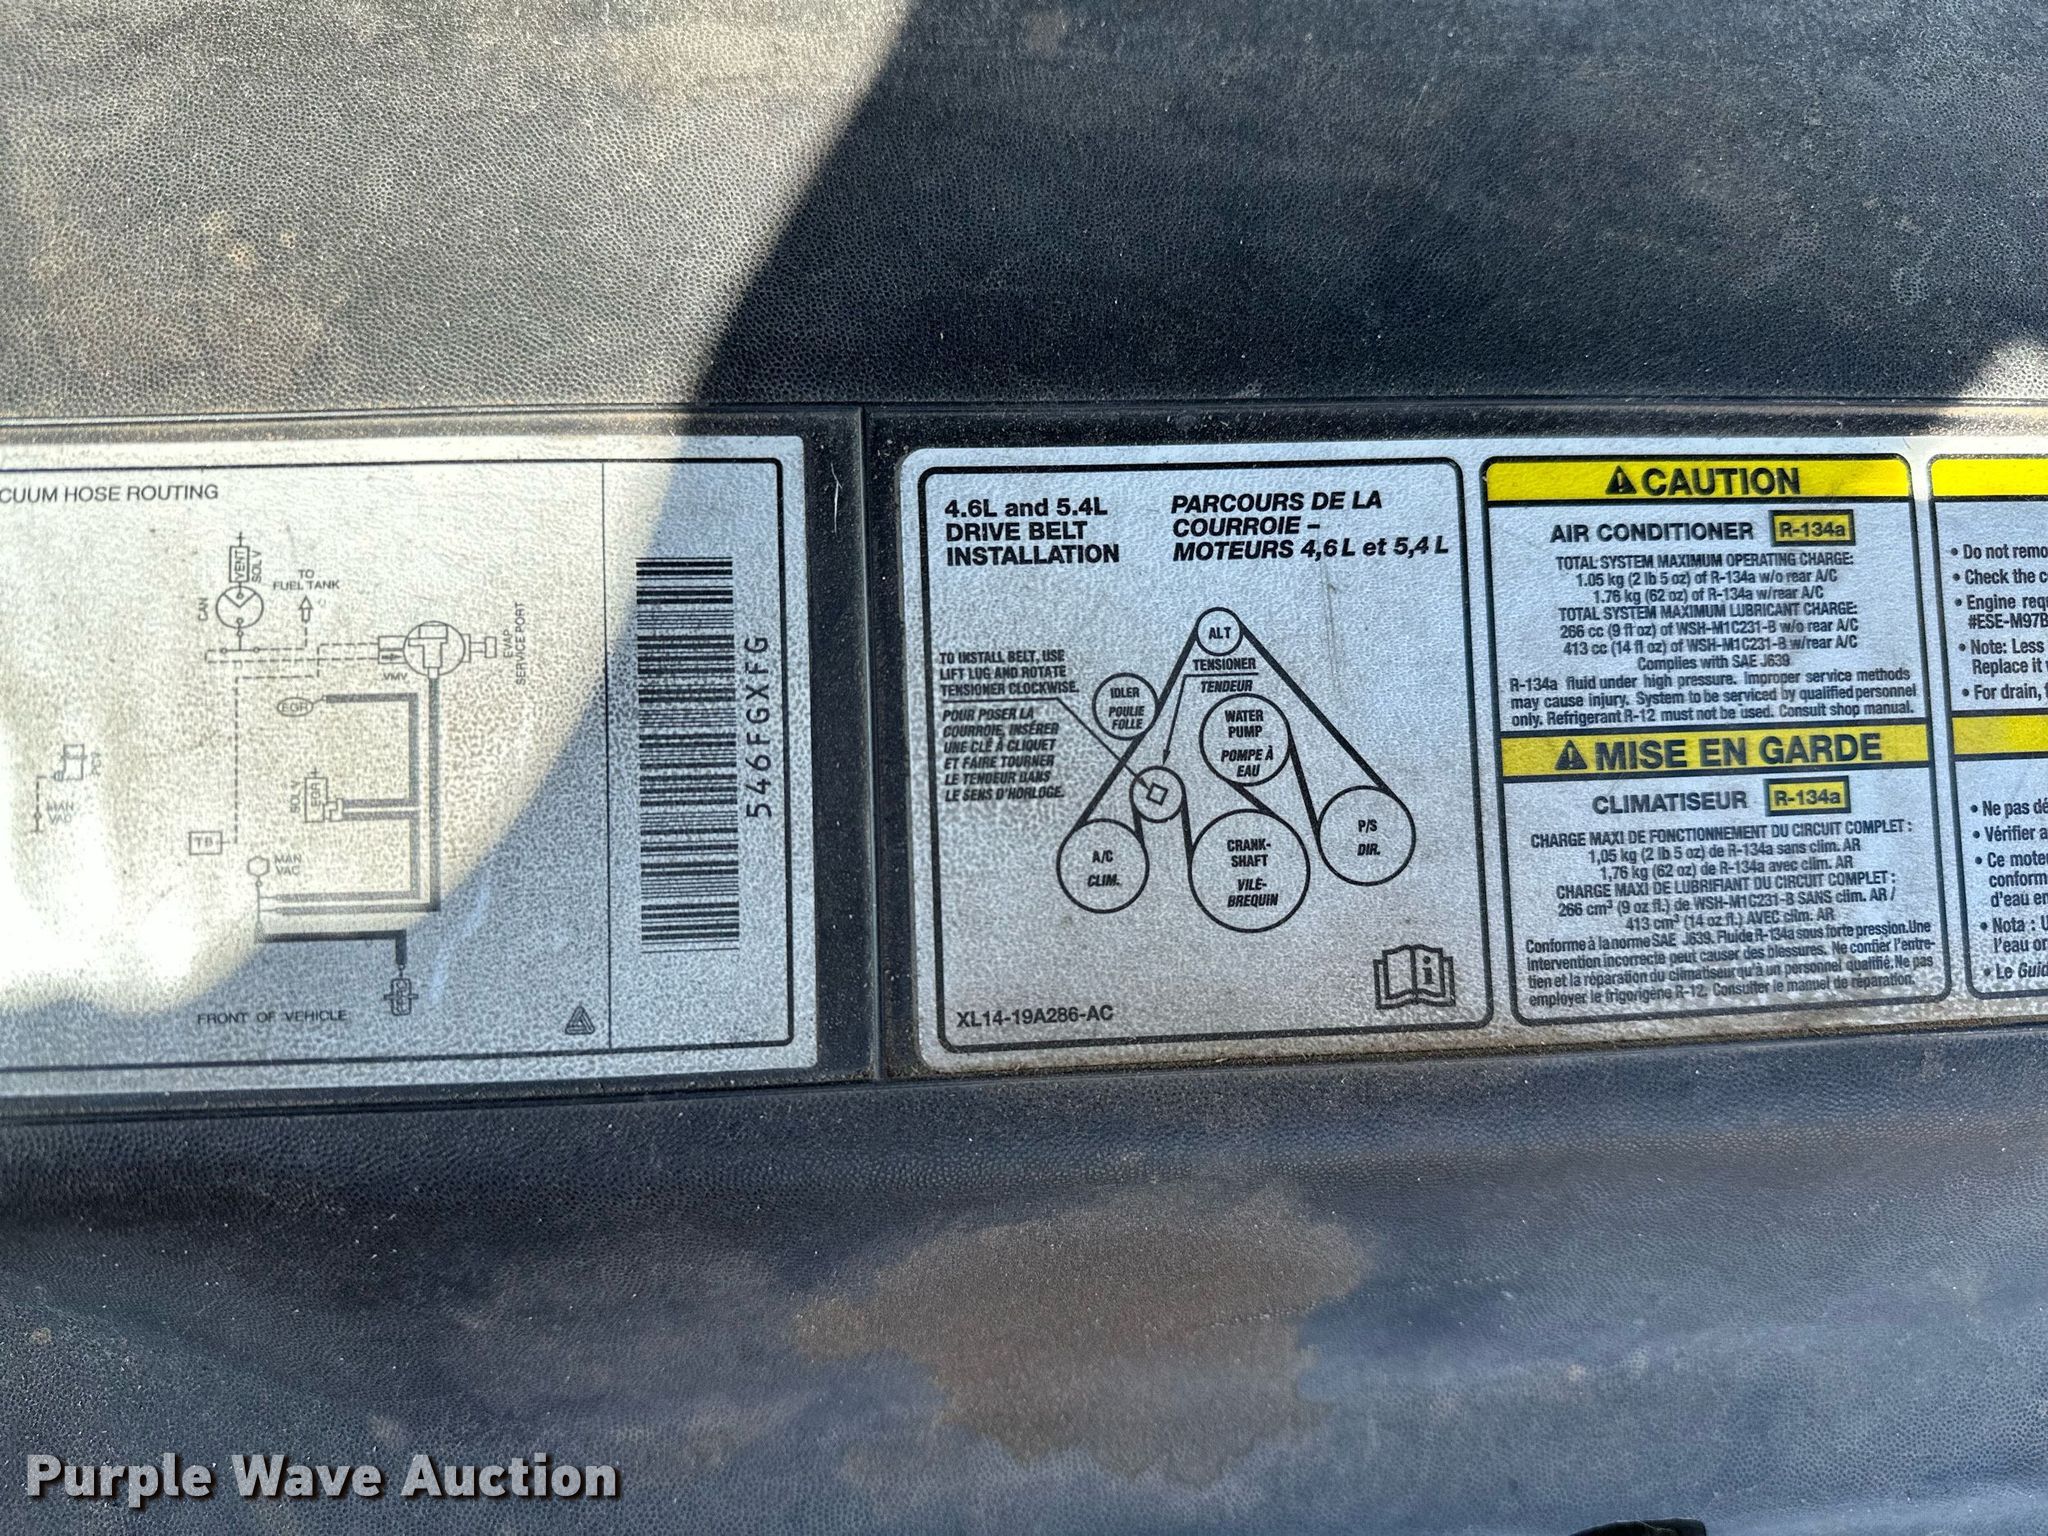 CUUM HOSE ROUTING
VENT
SOLV
CAN
TO
FUEL TANK
VMV
EVAP
SERVICE PORT
EGR
PCV
MAN
VAC
SOLV
EGR
TB
MAN
VAC
FRONT OF VEHICLE
546FGXFG
4.6L and 5.4L
DRIVE BELT
INSTALLATION
PARCOURS DE LA
COURROIE –
MOTEURS 4,6 L et 5,4 L
TO INSTALL BELT, USE
LIFT LUG AND ROTATE
TENSIONER CLOCKWISE.
POUR POSER LA
COURROIE, INSÉRER
UNE CLÉ À CLIQUET
ET FAIRE TOURNER
LE TENDEUR DANS
LE SENS D'HORLOGE.
ALT
TENSIONER
TENDEUR
IDLER
POULIE
FOLLE
WATER
PUMP
POMPE À
EAU
A/C
CLIM.
CRANK-
SHAFT
VILE-
BREQUIN
P/S
DIR.
i
XL14-19A286-AC
CAUTION
AIR CONDITIONER R-134a
TOTAL SYSTEM MAXIMUM OPERATING CHARGE:
1.05 kg (2 lb 5 oz) of R-134a w/o rear A/C
1.76 kg (62 oz) of R-134a w/rear A/C
TOTAL SYSTEM MAXIMUM LUBRICANT CHARGE:
266 cc (9 fl oz) of WSH-M1C231-B w/o rear A/C
413 cc (14 fl oz) of WSH-M1C231-B w/rear A/C
Complies with SAE J639
R-134a fluid under high pressure. Improper service methods
may cause injury. System to be serviced by qualified personnel
only. Refrigerant R-12 must not be used. Consult shop manual.
MISE EN GARDE
CLIMATISEUR R-134a
CHARGE MAXI DE FONCTIONNEMENT DU CIRCUIT COMPLET :
1,05 kg (2 lb 5 oz) de R-134a sans clim. AR
1,76 kg (62 oz) de R-134a avec clim. AR
CHARGE MAXI DE LUBRIFIANT DU CIRCUIT COMPLET :
266 cm³ (9 oz fl.) de WSH-M1C231-B SANS clim. AR /
413 cm³ (14 oz fl.) AVEC clim. AR
Conforme à la norme SAE J639. Fluide R-134a sous forte pression. Une
intervention incorrecte peut causer des blessures. Ne confier l'entre-
tien et la réparation du climatiseur qu'à un personnel qualifié. Ne pas
employer le frigorigène R-12. Consulter le manuel de réparation.
• Do not remo
• Check the c
• Engine requ
#ESE-M97B
• Note: Less
Replace it
• For drain, f
• Ne pas dé
• Vérifier a
• Ce moteu
conform
d'eau en
• Nota : U
l'eau or
• Le Guid
Purple Wave Auction